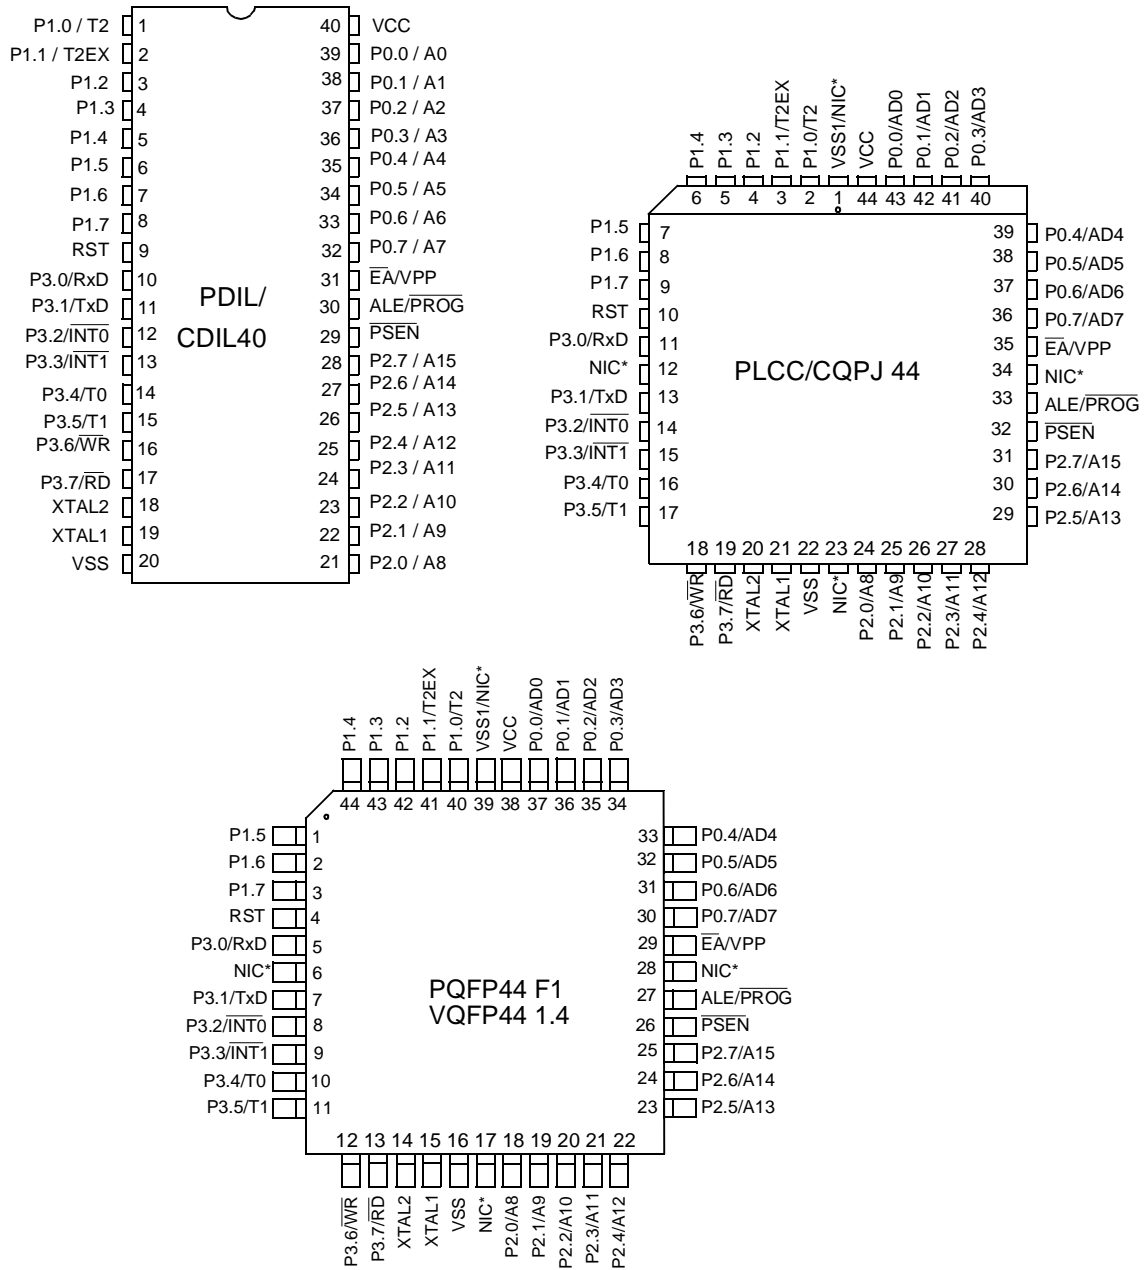 P1.0 / T2 1 40 VCC
P1.1 / T2EX 2 39 P0.0 / A0
P1.2 3 38 P0.1 / A1
P1.3 4 37 P0.2 / A2
P1.4 5 36 P0.3 / A3
P1.5 6 35 P0.4 / A4
P1.6 7 34 P0.5 / A5
P1.7 8 33 P0.6 / A6
RST 9 32 P0.7 / A7
P3.0/RxD 10 31 EA/VPP
P3.1/TxD 11 30 ALE/PROG
P3.2/INT0 12 29 PSEN
P3.3/INT1 13 28 P2.7 / A15
P3.4/T0 14 27 P2.6 / A14
P3.5/T1 15 26 P2.5 / A13
P3.6/WR 16 25 P2.4 / A12
P3.7/RD 17 24 P2.3 / A11
XTAL2 18 23 P2.2 / A10
XTAL1 19 22 P2.1 / A9
VSS 20 21 P2.0 / A8
PDIL/
CDIL40
P1.4 P1.3 P1.2 P1.1/T2EX P1.0/T2 VSS1/NIC* VCC P0.0/AD0 P0.1/AD1 P0.2/AD2 P0.3/AD3
6 5 4 3 2 1 44 43 42 41 40
P1.5 7 39 P0.4/AD4
P1.6 8 38 P0.5/AD5
P1.7 9 37 P0.6/AD6
RST 10 36 P0.7/AD7
P3.0/RxD 11 35 EA/VPP
NIC* 12 34 NIC*
P3.1/TxD 13 33 ALE/PROG
P3.2/INT0 14 32 PSEN
P3.3/INT1 15 31 P2.7/A15
P3.4/T0 16 30 P2.6/A14
P3.5/T1 17 29 P2.5/A13
PLCC/CQPJ 44
18 19 20 21 22 23 24 25 26 27 28
P3.6/WR P3.7/RD XTAL2 XTAL1 VSS NIC* P2.0/A8 P2.1/A9 P2.2/A10 P2.3/A11 P2.4/A12
P1.4 P1.3 P1.2 P1.1/T2EX P1.0/T2 VSS1/NIC* VCC P0.0/AD0 P0.1/AD1 P0.2/AD2 P0.3/AD3
44 43 42 41 40 39 38 37 36 35 34
P1.5 1 33 P0.4/AD4
P1.6 2 32 P0.5/AD5
P1.7 3 31 P0.6/AD6
RST 4 30 P0.7/AD7
P3.0/RxD 5 29 EA/VPP
NIC* 6 28 NIC*
P3.1/TxD 7 27 ALE/PROG
P3.2/INT0 8 26 PSEN
P3.3/INT1 9 25 P2.7/A15
P3.4/T0 10 24 P2.6/A14
P3.5/T1 11 23 P2.5/A13
PQFP44 F1
VQFP44 1.4
12 13 14 15 16 17 18 19 20 21 22
P3.6/WR P3.7/RD XTAL2 XTAL1 VSS NIC* P2.0/A8 P2.1/A9 P2.2/A10 P2.3/A11 P2.4/A12